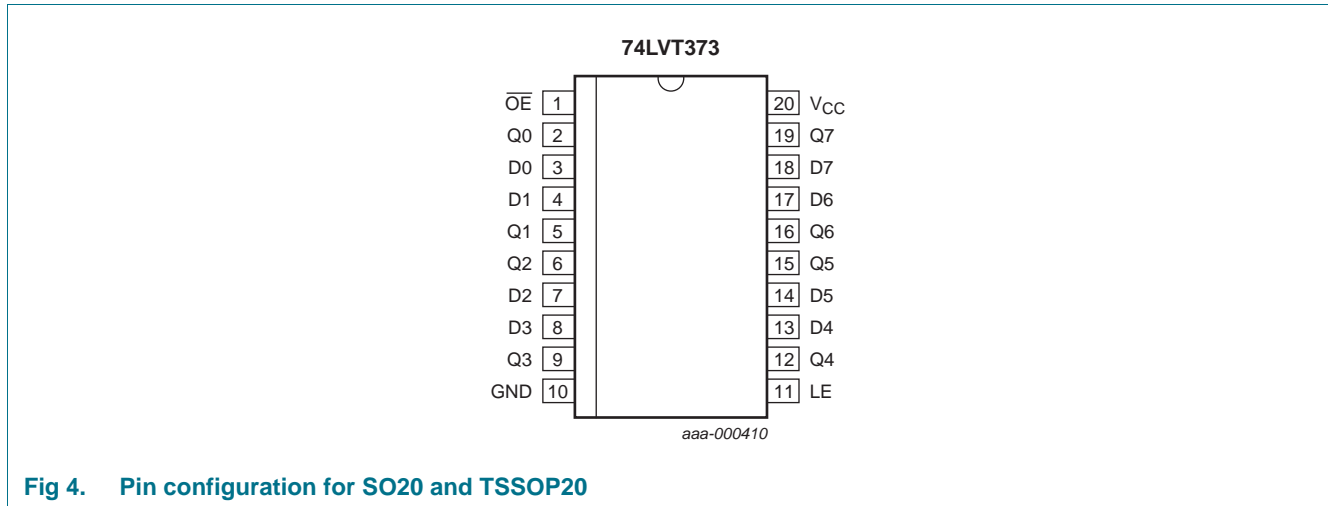 74LVT373
OE 1 20 VCC
Q0 2 19 Q7
D0 3 18 D7
D1 4 17 D6
Q1 5 16 Q6
Q2 6 15 Q5
D2 7 14 D5
D3 8 13 D4
Q3 9 12 Q4
GND 10 11 LE
aaa-000410
Fig 4. Pin configuration for SO20 and TSSOP20